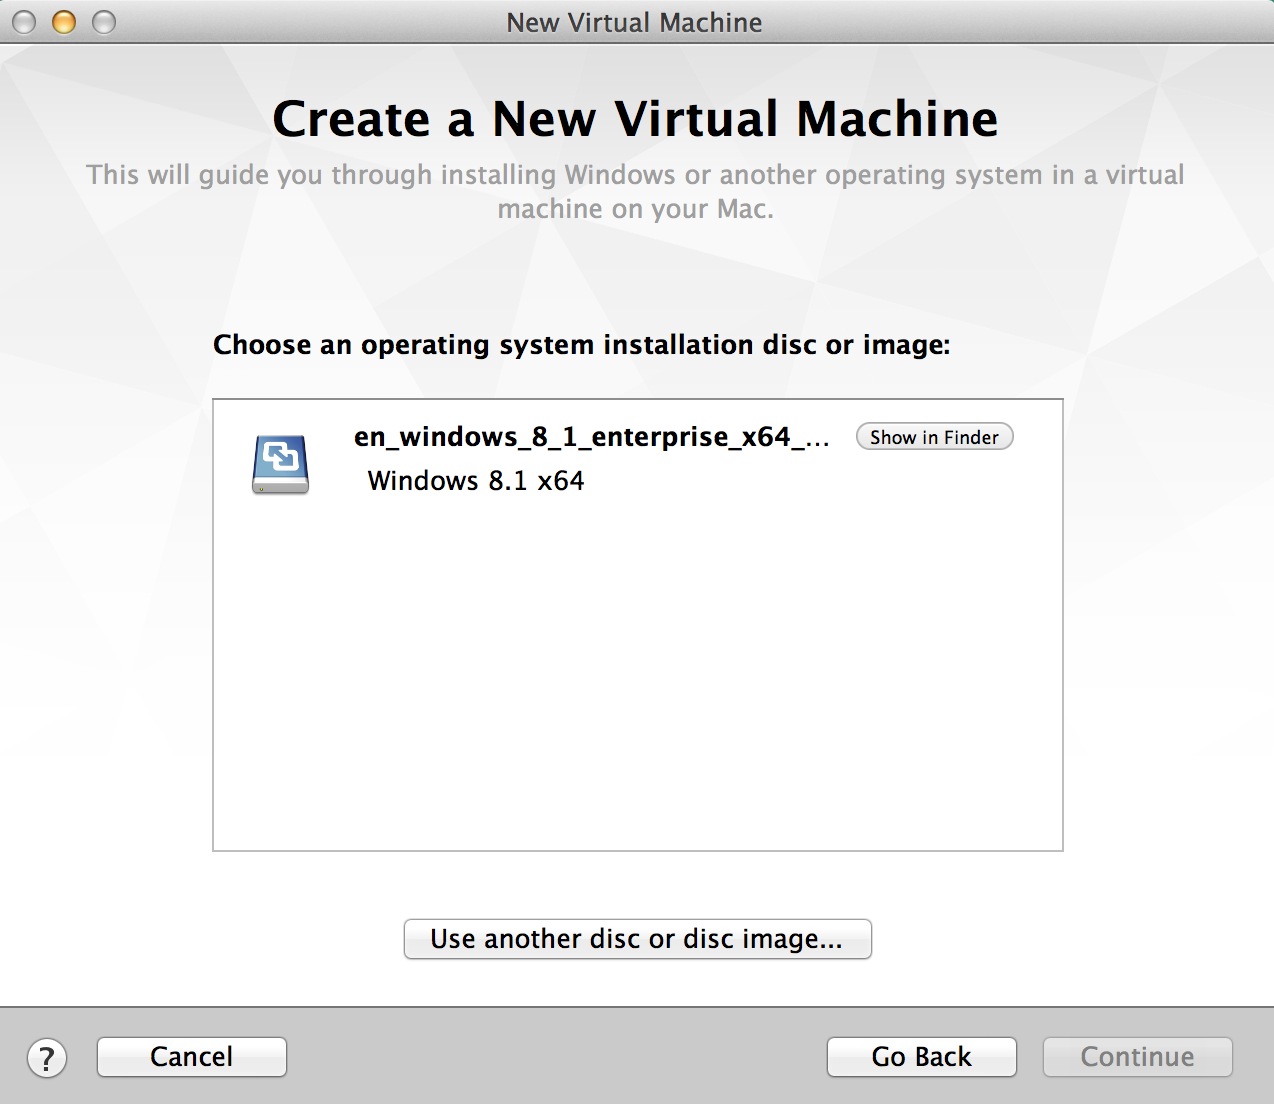 New Virtual Machine
Create a New Virtual Machine
This will guide you through installing Windows or another operating system in a virtual
machine on your Mac.
Choose an operating system installation disc or image:
en_windows_8_1_enterprise_x64_...
Show in Finder
Windows 8.1 x64
Use another disc or disc image...
?
Cancel
Go Back
Continue